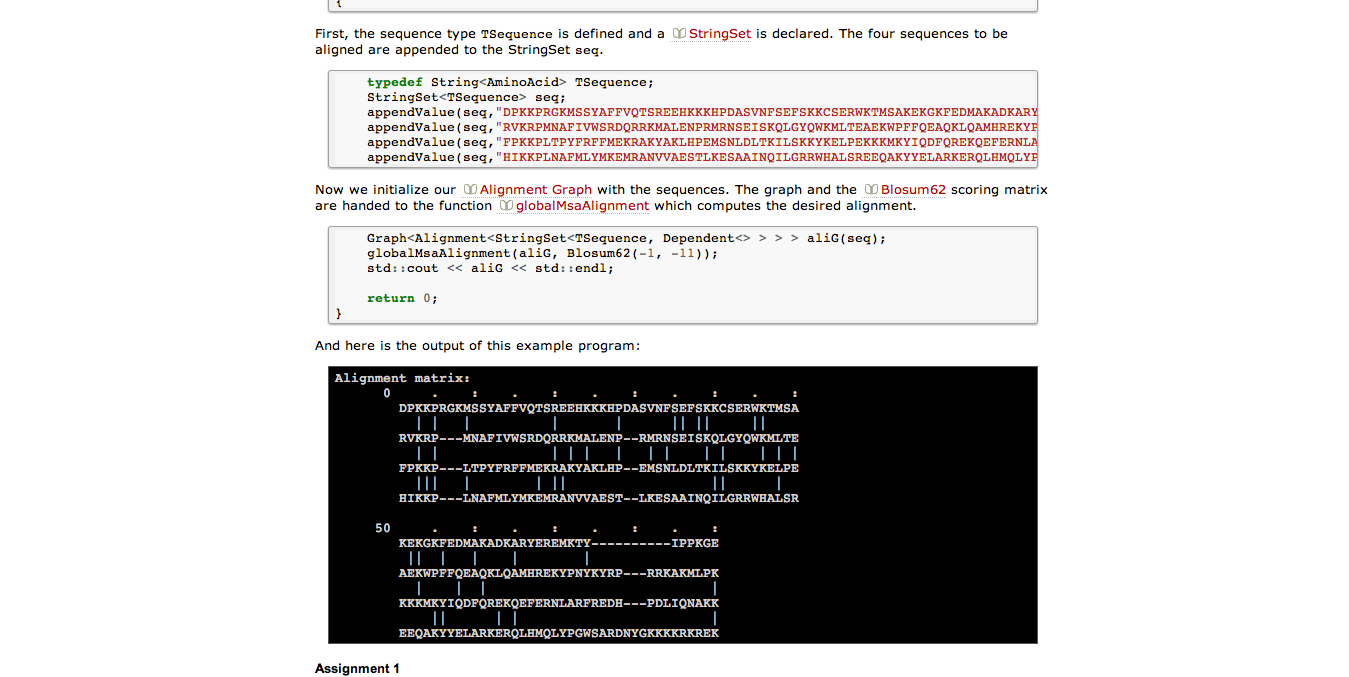 {
First, the sequence type TSequence is defined and a StringSet is declared. The four sequences to be
aligned are appended to the StringSet seq.
typedef String<AminoAcid> TSequence;
StringSet<TSequence> seq;
appendValue(seq,"DPKKPRGKMSSYAFFVQTSREEHKKKHPDASVNFSEFSKKCSERWKTMSAKEKGKFEDMAKADKARY
appendValue(seq,"RVKRPMNAFIVWSRDQRRKMALENPRMRNSEISKQLGYQWKMLTEAEKWPFFQEAQKLQAMHREKYP
appendValue(seq,"FPKKPLTPYFRFFMEKRAKYAKLHPEMSNLDLTKILSKKYKELPEKKKMKYIQDFQREKQEFERNLA
appendValue(seq,"HIKKPLNAFMLYMKEMRANVVAESTLKESAAINQILGRRWHALSREEQAKYYELARKERQLHMQLYP
Now we initialize our Alignment Graph with the sequences. The graph and the Blosum62 scoring matrix
are handed to the function globalMsaAlignment which computes the desired alignment.
Graph<Alignment<StringSet<TSequence, Dependent<> > > > aliG(seq);
globalMsaAlignment(aliG, Blosum62(-1, -11));
std::cout << aliG << std::endl;
return 0;
}
And here is the output of this example program:
Alignment matrix:
0 . : . : . : . : . :
DPKKPRGKMSSYAFFVQTSREEHKKKHPDASVNFSEFSKKCSERWKTMSA
| | | | | || || ||
RVKRP---MNAFIVWSRDQRRKMALENP--RMRNSEISKQLGYQWKMLTE
| | | | | | | | | | | | |
FPKKP---LTPYFRFFMEKRAKYAKLHP--EMSNLDLTKILSKKYKELPE
||| | | || || |
HIKKP---LNAFMLYMKEMRANVVAEST--LKESAAINQILGRRWHALSR
50 . : . : . : . :
KEKGKFEDMAKADKARYEREMKTY----------IPPKGE
|| | | | |
AEKWPFFQEAQKLQAMHREKYPNYKYRP---RRKAKMLPK
| | | |
KKKMKYIQDFQREKQEFERNLARFREDH---PDLIQNAKK
|| | | |
EEQAKYYELARKERQLHMQLYPGWSARDNYGKKKKRKREK
Assignment 1